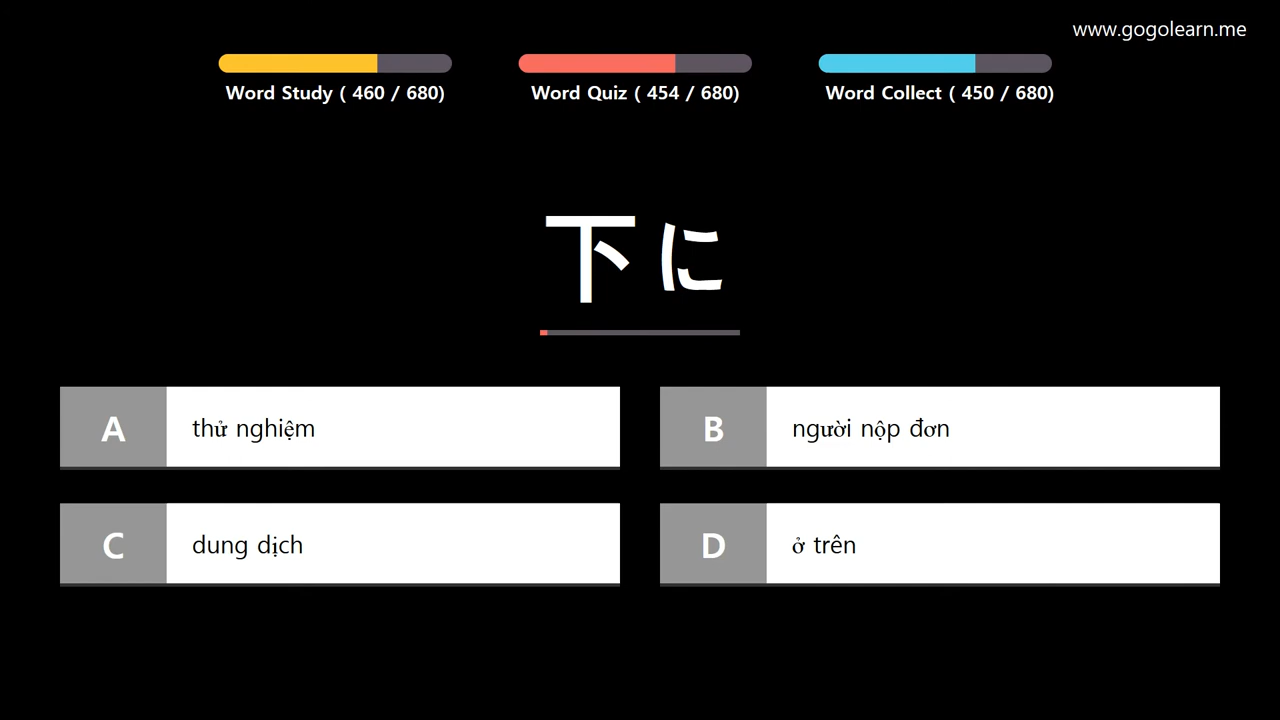 www.gogolearn.me
Word Study ( 460 / 680)
Word Quiz ( 454 / 680)
Word Collect ( 450 / 680)
下に
A thử nghiệm
B người nộp đơn
C dung dịch
D ở trên